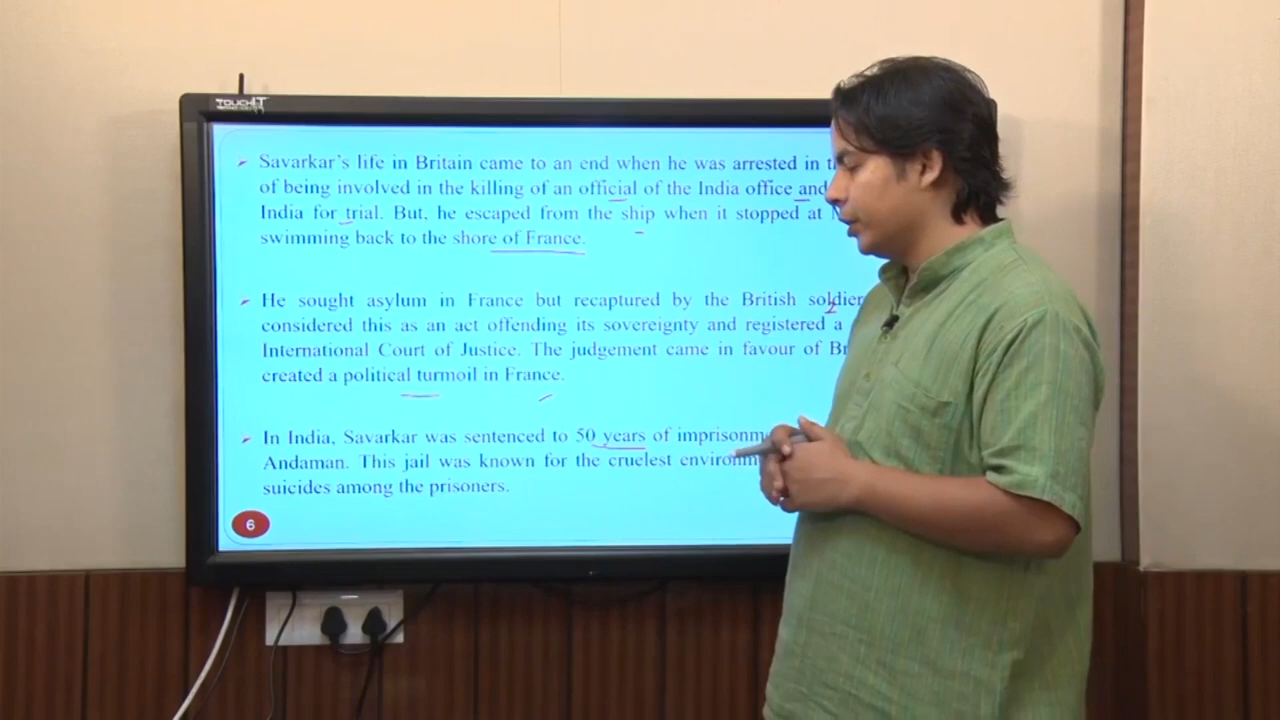 TOUCHIT
Savarkar's life in Britain came to an end when he was arrested in
of being involved in the killing of an official of the India office and
India for trial. But, he escaped from the ship when it stopped at
swimming back to the shore of France.
He sought asylum in France but recaptured by the British soldier
considered this as an act offending its sovereignty and registered a
International Court of Justice. The judgement came in favour of
created a political turmoil in France.
In India, Savarkar was sentenced to 50 years of
Andaman. This jail was known for the cruelest
suicides among the prisoners.
6